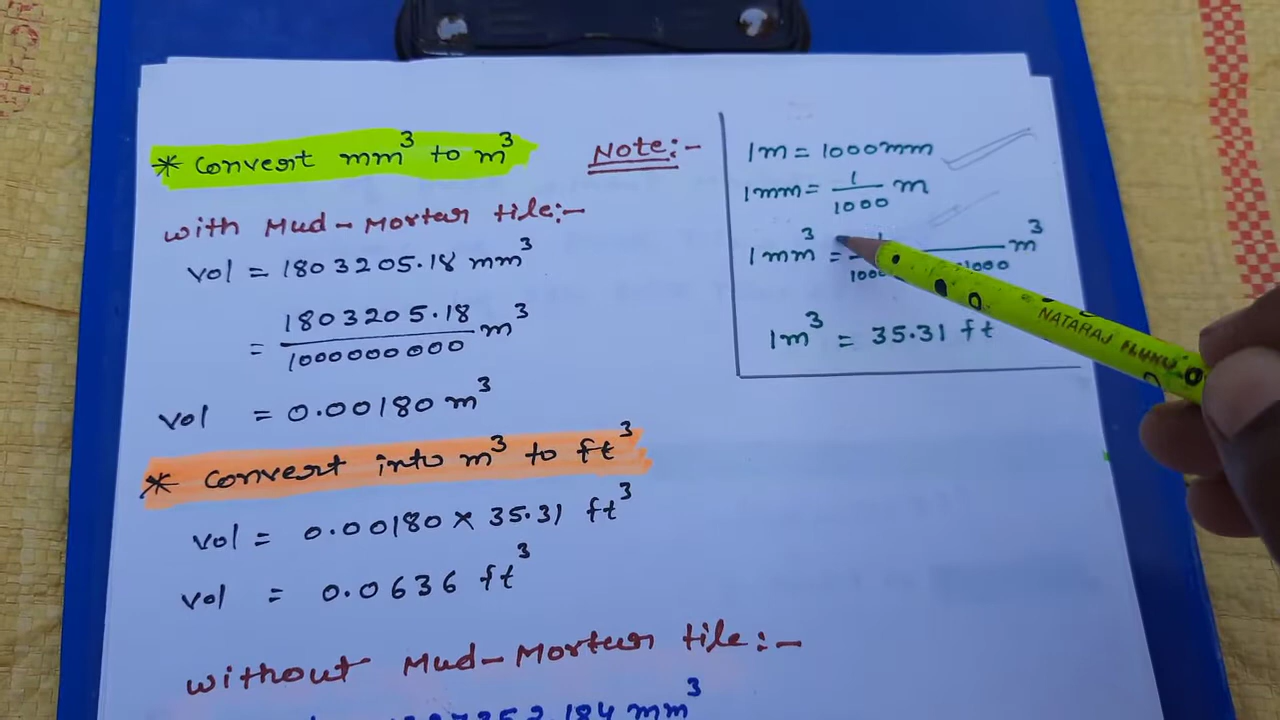 * Convert mm³ to m³
with Mud-Mortar tile:-
Vol = 1803205.18 mm³
= 1803205.18/1000000000 m³
Vol = 0.00180 m³
* Convert into m³ to ft³
Vol = 0.00180 × 35.31 ft³
Vol = 0.0636 ft³
without Mud-Mortar tile:-
184 mm³
Note:-
1m = 1000mm
1mm = 1/1000 m
1mm³ = m³
1m³ = 35.31 ft
NATARAJ